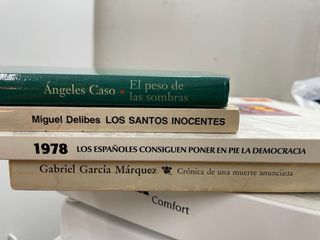 Ángeles Caso • El peso de
las sombras
Miguel Delibes LOS SANTOS INOCENTES
1978 LOS ESPAÑOLES CONSIGUEN PONER EN PIE LA DEMOCRACIA
Gabriel García Márquez Crónica de una muerte anunciada
Comfort